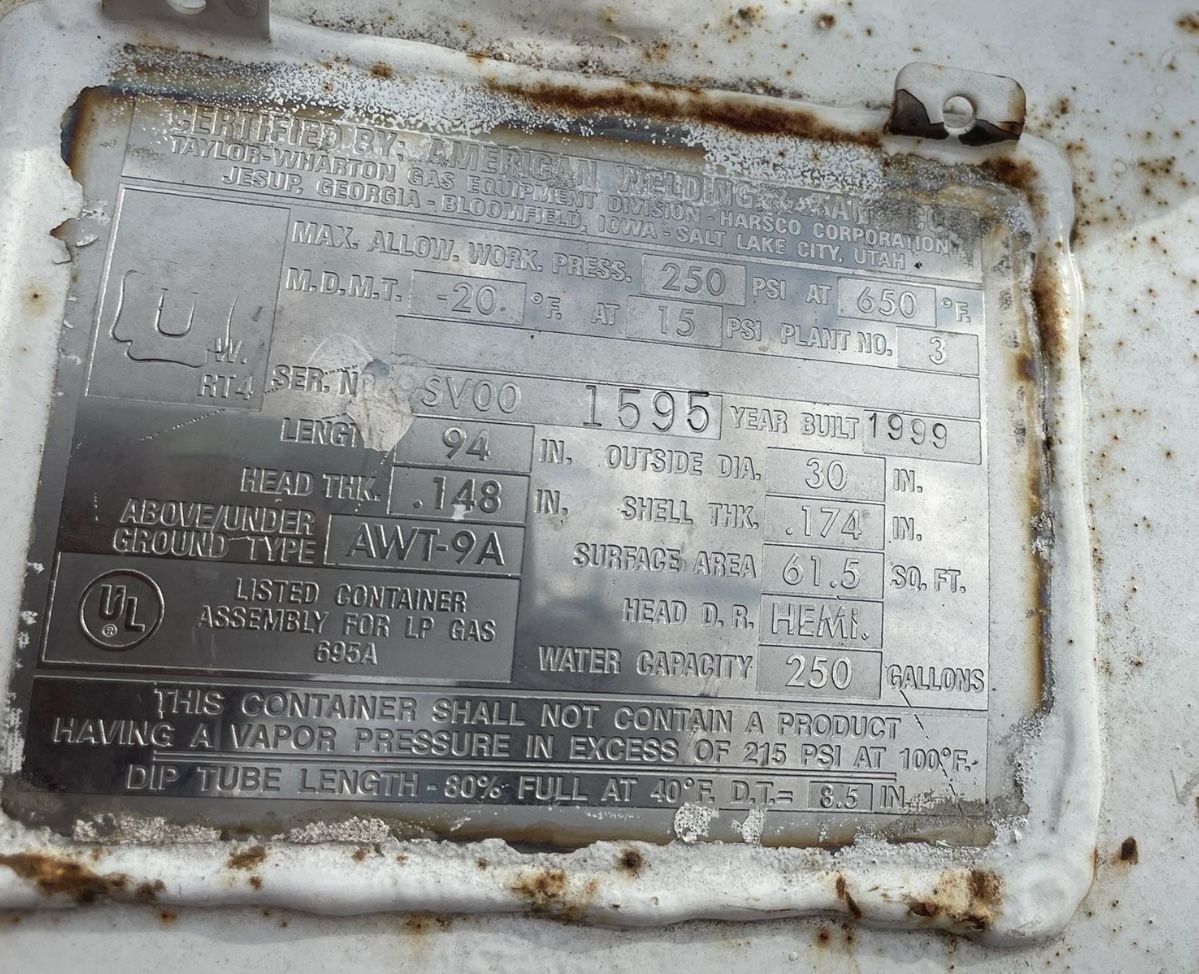 CERTIFIED BY: AMERICAN WELDING & TANK CO.
TAYLOR-WHARTON GAS EQUIPMENT DIVISION - HARSCO CORPORATION
JESUP, GEORGIA - BLOOMFIELD, IOWA - SALT LAKE CITY, UTAH
MAX. ALLOW. WORK. PRESS. 250 PSI AT 650 °F.
M.D.M.T. -20 °F. AT 15 PSI PLANT NO. 3
U
W.
RT4
SER. SV00 1595 YEAR BUILT 1999
LENGTH 94 IN. OUTSIDE DIA. 30 IN.
HEAD THK. .148 IN. SHELL THK. .174 IN.
ABOVE/UNDER
GROUND TYPE AWT-9A SURFACE AREA 61.5 SQ. FT.
HEAD D.R. HEMI.
WATER CAPACITY 250 GALLONS
UL ®
LISTED CONTAINER
ASSEMBLY FOR LP GAS
695A
THIS CONTAINER SHALL NOT CONTAIN A PRODUCT
HAVING A VAPOR PRESSURE IN EXCESS OF 215 PSI AT 100°F.
DIP TUBE LENGTH - 80% FULL AT 40°F. D.T.= 8.5 IN.